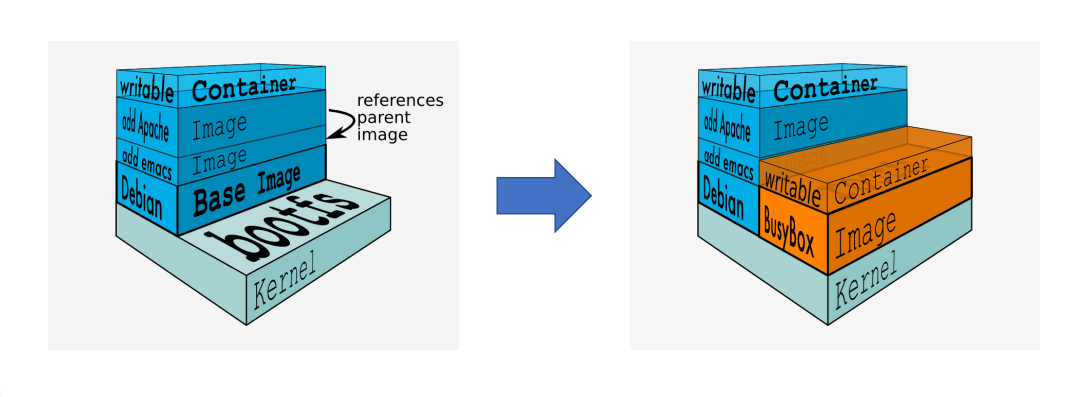 writable Container
add Apache Image
add emacs Image
Debian Base Image
bootfs
Kernel
references
parent
image
writable Container
add Apache Image
add emacs Image
Debian
writable Container
BusyBox Image
Kernel